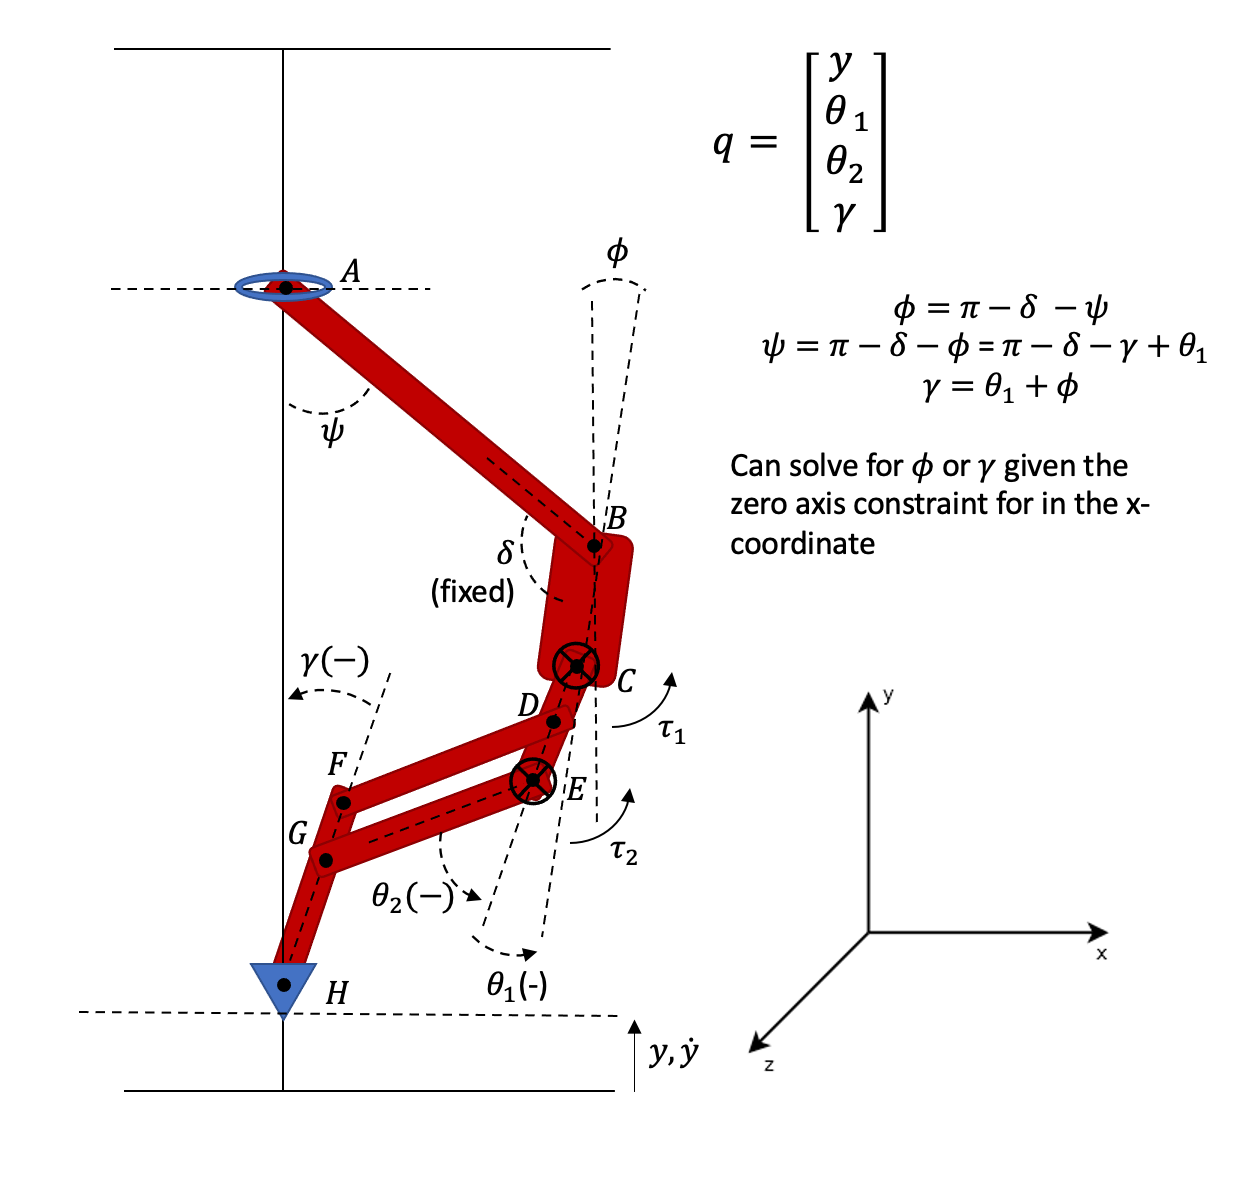 q = [ y
θ₁
θ₂
γ ]
ϕ
A
ϕ = π − δ − ψ
ψ = π − δ − ϕ = π − δ − γ + θ₁
γ = θ₁ + ϕ
ψ
Can solve for ϕ or γ given the
zero axis constraint for in the x-
coordinate
B
δ
(fixed)
γ(−)
C
D
τ₁
y
F
E
G
τ₂
θ₂(−)
x
θ₁(-)
H
y, ẏ
z